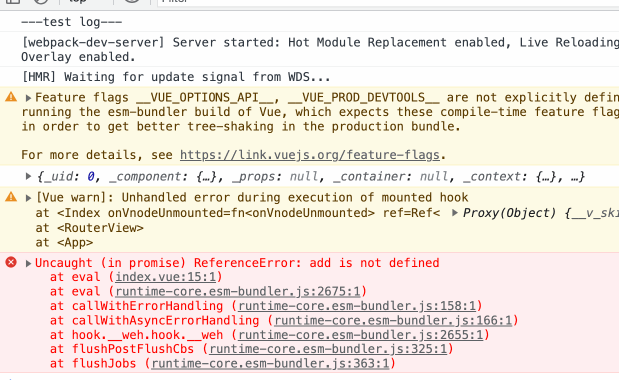 ---test log---
[webpack-dev-server] Server started: Hot Module Replacement enabled, Live Reloading
Overlay enabled.
[HMR] Waiting for update signal from WDS...
Feature flags __VUE_OPTIONS_API__, __VUE_PROD_DEVTOOLS__ are not explicitly defin
running the esm-bundler build of Vue, which expects these compile-time feature flag
in order to get better tree-shaking in the production bundle.
For more details, see https://link.vuejs.org/feature-flags.
{_uid: 0, _component: {…}, _props: null, _container: null, _context: {…}, …}
[Vue warn]: Unhandled error during execution of mounted hook
at <Index onVnodeUnmounted=fn<onVnodeUnmounted> ref=Ref< Proxy(Object) {__v_ski
at <RouterView>
at <App>
Uncaught (in promise) ReferenceError: add is not defined
at eval (index.vue:15:1)
at eval (runtime-core.esm-bundler.js:2675:1)
at callWithErrorHandling (runtime-core.esm-bundler.js:158:1)
at callWithAsyncErrorHandling (runtime-core.esm-bundler.js:166:1)
at hook.__weh.hook.__weh (runtime-core.esm-bundler.js:2655:1)
at flushPostFlushCbs (runtime-core.esm-bundler.js:325:1)
at flushJobs (runtime-core.esm-bundler.js:363:1)